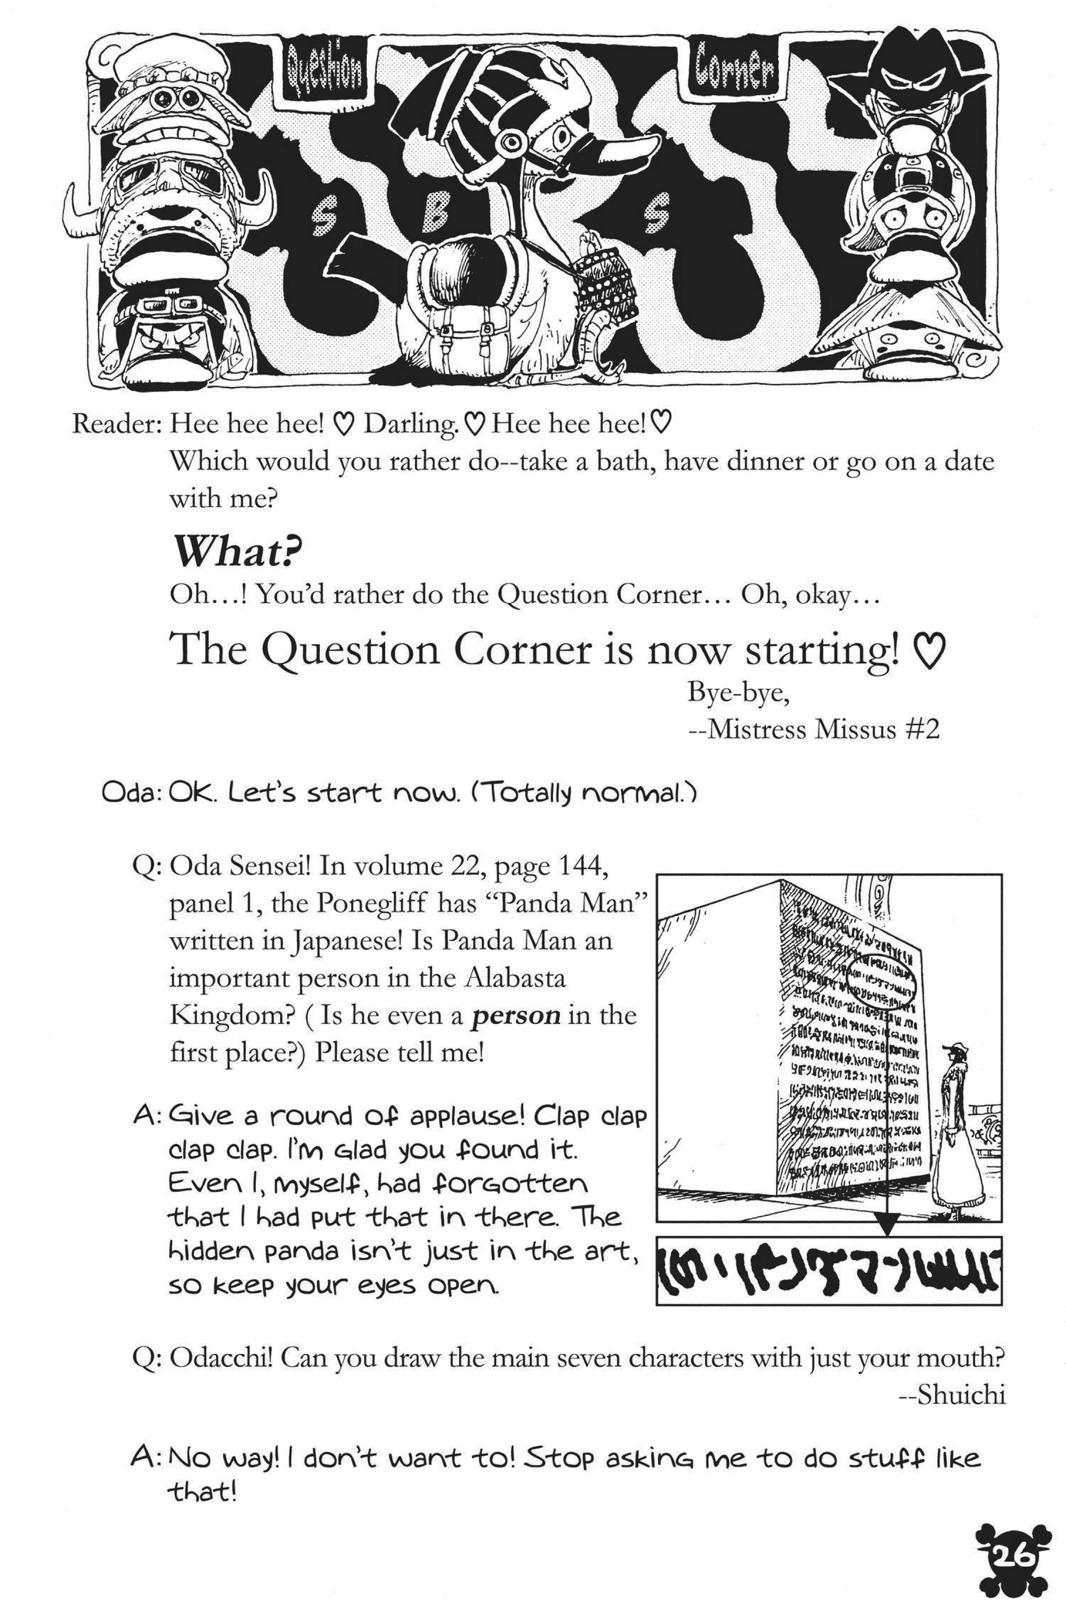 Question
Corner
S B S
Reader: Hee hee hee! ♡ Darling. ♡ Hee hee hee! ♡
Which would you rather do--take a bath, have dinner or go on a date
with me?
What?
Oh...! You'd rather do the Question Corner... Oh, okay...
The Question Corner is now starting! ♡
Bye-bye,
--Mistress Missus #2
Oda: OK. Let's start now. (Totally normal.)
Q: Oda Sensei! In volume 22, page 144,
panel 1, the Ponegliff has “Panda Man”
written in Japanese! Is Panda Man an
important person in the Alabasta
Kingdom? ( Is he even a person in the
first place?) Please tell me!
A: Give a round of applause! Clap clap
clap clap. I'm glad you found it.
Even I, myself, had forgotten
that I had put that in there. The
hidden panda isn't just in the art,
so keep your eyes open.
パンダマン
Q: Odacchi! Can you draw the main seven characters with just your mouth?
--Shuichi
A: No way! I don't want to! Stop asking me to do stuff like
that!
26